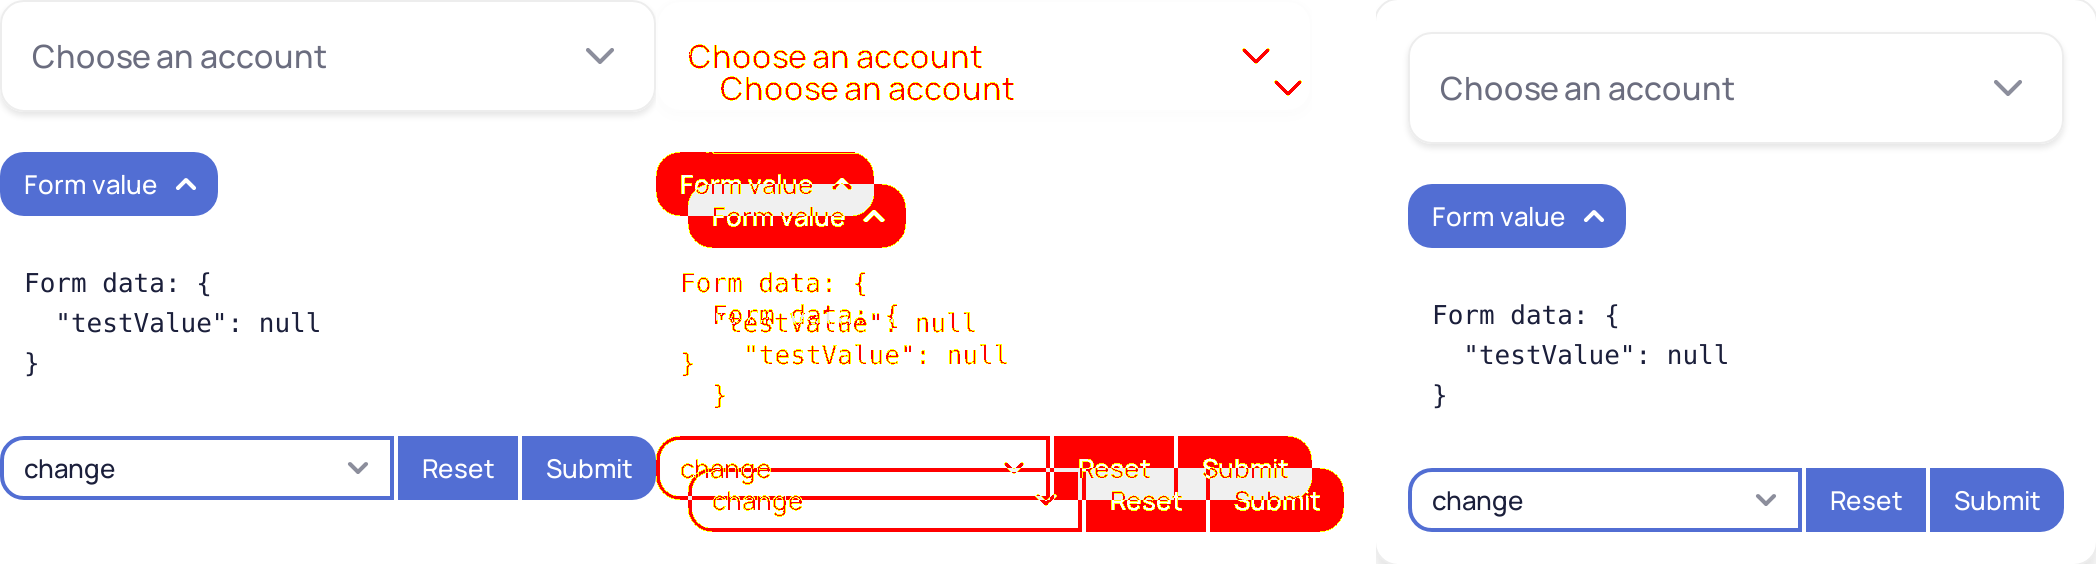 Choose an account
Form value
Form data: {
  "testValue": null
}
change
Reset
Submit
Choose an account
Choose an account
Form value
Form value
Form data: {
Form data: {
"testValue": null
"testValue": null
}
}
change
Reset
Submit
change
Reset
Submit
Choose an account
Form value
Form data: {
  "testValue": null
}
change
Reset
Submit